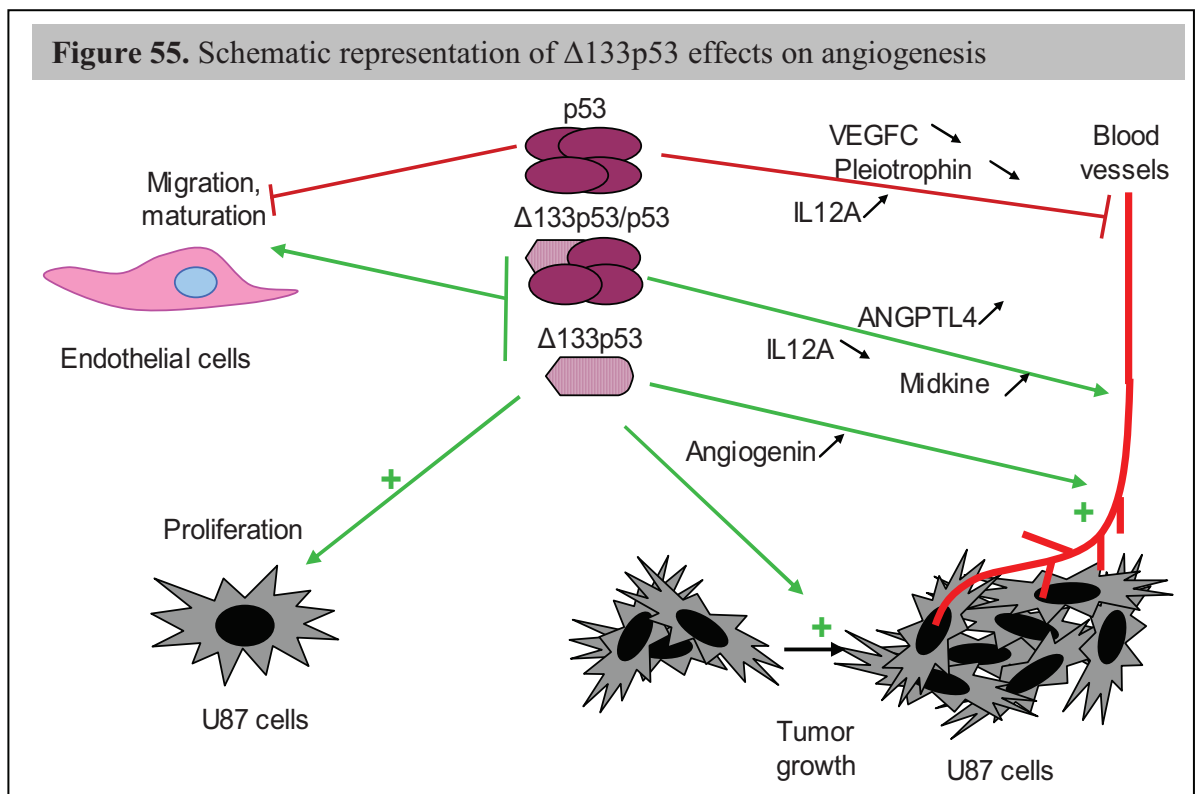 Figure 55. Schematic representation of Δ133p53 effects on angiogenesis
p53
VEGFC
Pleiotrophin
IL12A
Blood
vessels
Migration,
maturation
Δ133p53/p53
Endothelial cells
ANGPTL4
IL12A
Midkine
Δ133p53
Angiogenin
+
+
Proliferation
+
U87 cells
Tumor
growth
U87 cells